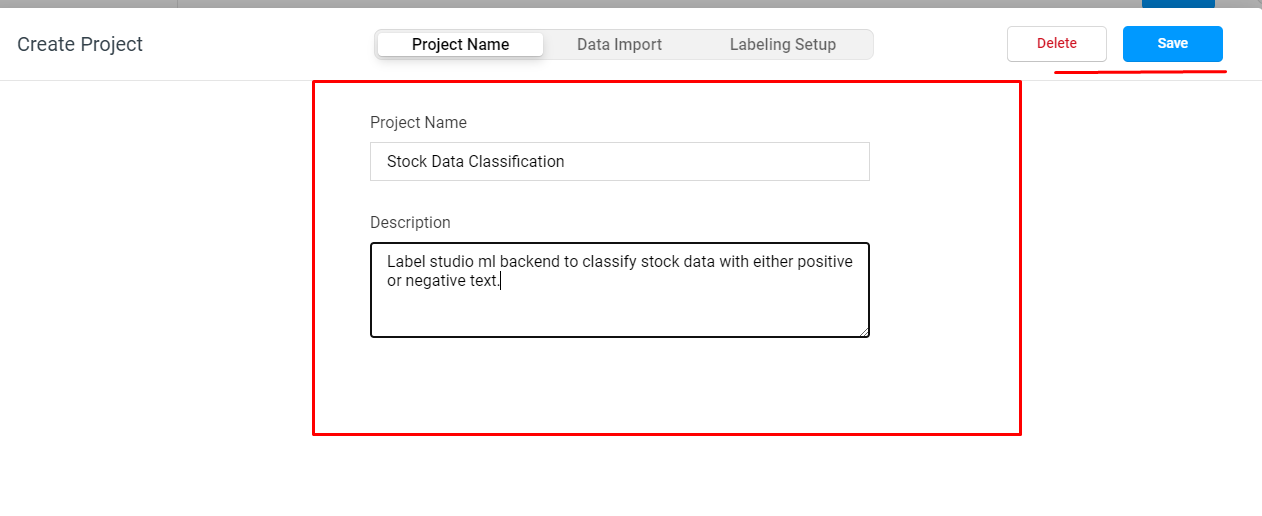 Create Project
Project Name
Data Import
Labeling Setup
Delete
Save
Project Name
Stock Data Classification
Description
Label studio ml backend to classify stock data with either positive
or negative text.